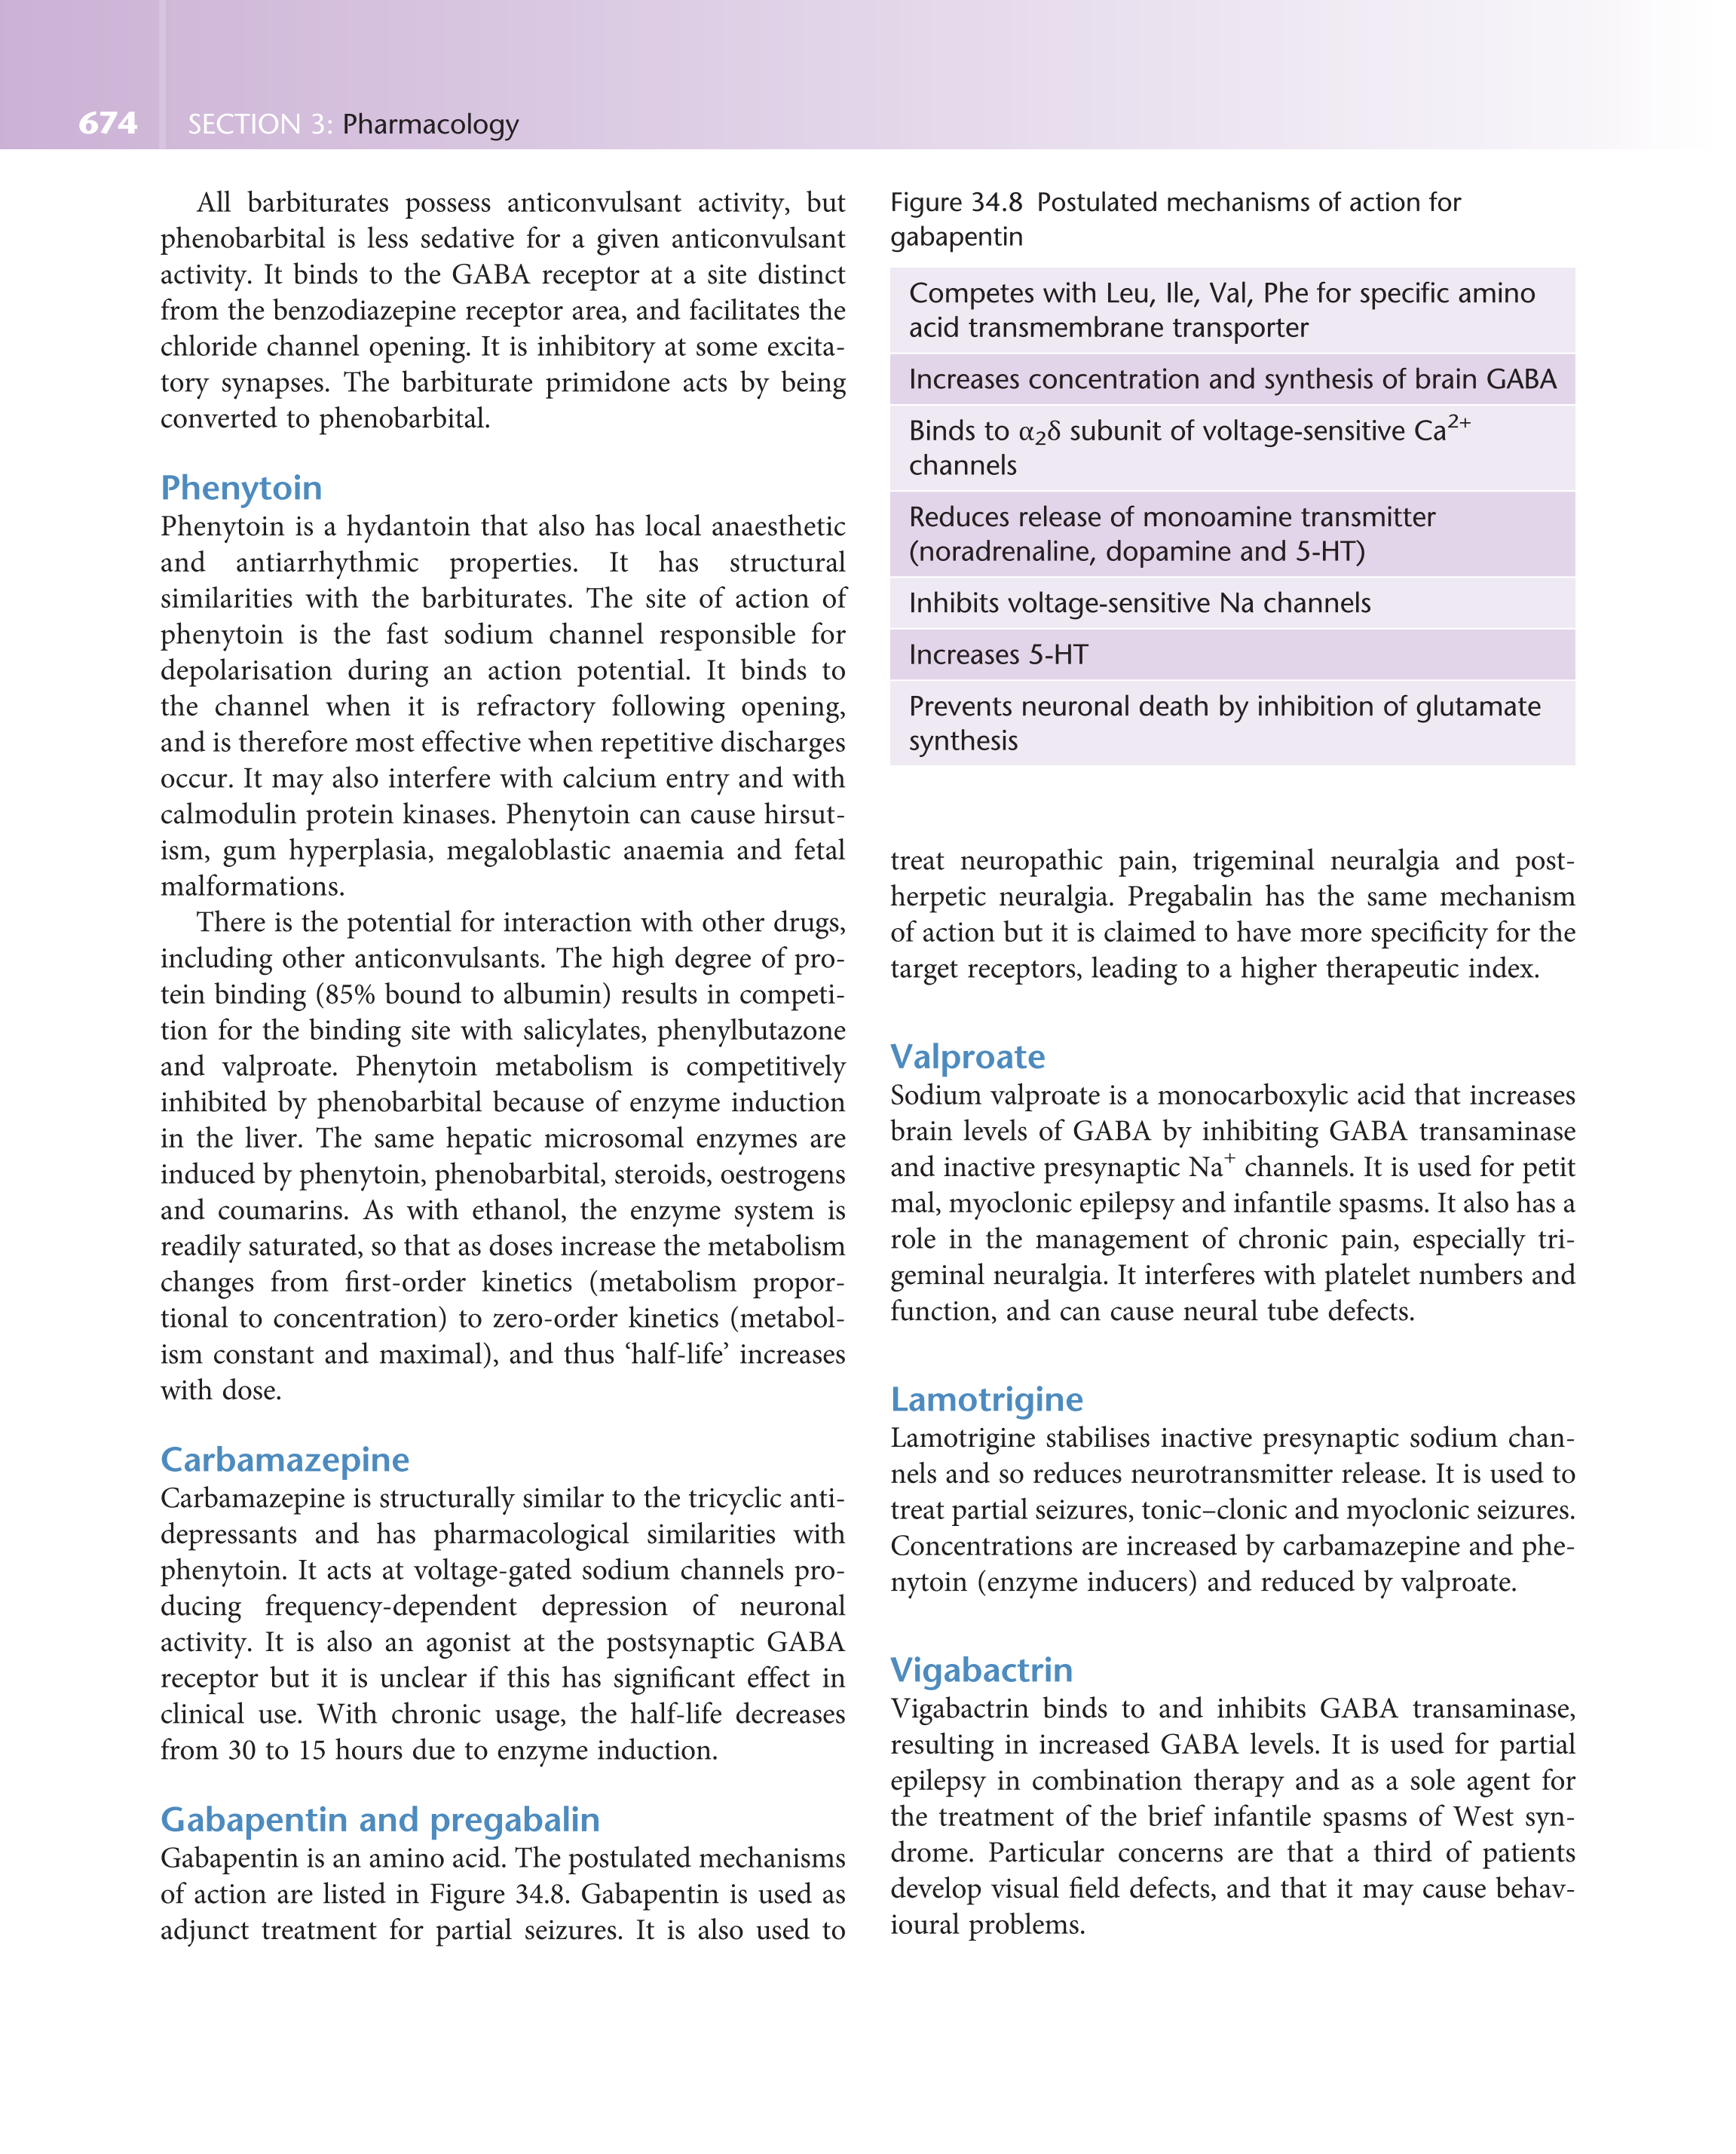 674 SECTION 3: Pharmacology
All barbiturates possess anticonvulsant activity, but
phenobarbital is less sedative for a given anticonvulsant
activity. It binds to the GABA receptor at a site distinct
from the benzodiazepine receptor area, and facilitates the
chloride channel opening. It is inhibitory at some excita-
tory synapses. The barbiturate primidone acts by being
converted to phenobarbital.
Phenytoin
Phenytoin is a hydantoin that also has local anaesthetic
and antiarrhythmic properties. It has structural
similarities with the barbiturates. The site of action of
phenytoin is the fast sodium channel responsible for
depolarisation during an action potential. It binds to
the channel when it is refractory following opening,
and is therefore most effective when repetitive discharges
occur. It may also interfere with calcium entry and with
calmodulin protein kinases. Phenytoin can cause hirsut-
ism, gum hyperplasia, megaloblastic anaemia and fetal
malformations.
There is the potential for interaction with other drugs,
including other anticonvulsants. The high degree of pro-
tein binding (85% bound to albumin) results in competi-
tion for the binding site with salicylates, phenylbutazone
and valproate. Phenytoin metabolism is competitively
inhibited by phenobarbital because of enzyme induction
in the liver. The same hepatic microsomal enzymes are
induced by phenytoin, phenobarbital, steroids, oestrogens
and coumarins. As with ethanol, the enzyme system is
readily saturated, so that as doses increase the metabolism
changes from first-order kinetics (metabolism propor-
tional to concentration) to zero-order kinetics (metabol-
ism constant and maximal), and thus ‘half-life’ increases
with dose.
Carbamazepine
Carbamazepine is structurally similar to the tricyclic anti-
depressants and has pharmacological similarities with
phenytoin. It acts at voltage-gated sodium channels pro-
ducing frequency-dependent depression of neuronal
activity. It is also an agonist at the postsynaptic GABA
receptor but it is unclear if this has significant effect in
clinical use. With chronic usage, the half-life decreases
from 30 to 15 hours due to enzyme induction.
Gabapentin and pregabalin
Gabapentin is an amino acid. The postulated mechanisms
of action are listed in Figure 34.8. Gabapentin is used as
adjunct treatment for partial seizures. It is also used to
Figure 34.8 Postulated mechanisms of action for
gabapentin
Competes with Leu, Ile, Val, Phe for specific amino
acid transmembrane transporter
Increases concentration and synthesis of brain GABA
Binds to α₂δ subunit of voltage-sensitive Ca²⁺
channels
Reduces release of monoamine transmitter
(noradrenaline, dopamine and 5-HT)
Inhibits voltage-sensitive Na channels
Increases 5-HT
Prevents neuronal death by inhibition of glutamate
synthesis
treat neuropathic pain, trigeminal neuralgia and post-
herpetic neuralgia. Pregabalin has the same mechanism
of action but it is claimed to have more specificity for the
target receptors, leading to a higher therapeutic index.
Valproate
Sodium valproate is a monocarboxylic acid that increases
brain levels of GABA by inhibiting GABA transaminase
and inactive presynaptic Na⁺ channels. It is used for petit
mal, myoclonic epilepsy and infantile spasms. It also has a
role in the management of chronic pain, especially tri-
geminal neuralgia. It interferes with platelet numbers and
function, and can cause neural tube defects.
Lamotrigine
Lamotrigine stabilises inactive presynaptic sodium chan-
nels and so reduces neurotransmitter release. It is used to
treat partial seizures, tonic–clonic and myoclonic seizures.
Concentrations are increased by carbamazepine and phe-
nytoin (enzyme inducers) and reduced by valproate.
Vigabactrin
Vigabactrin binds to and inhibits GABA transaminase,
resulting in increased GABA levels. It is used for partial
epilepsy in combination therapy and as a sole agent for
the treatment of the brief infantile spasms of West syn-
drome. Particular concerns are that a third of patients
develop visual field defects, and that it may cause behav-
ioural problems.